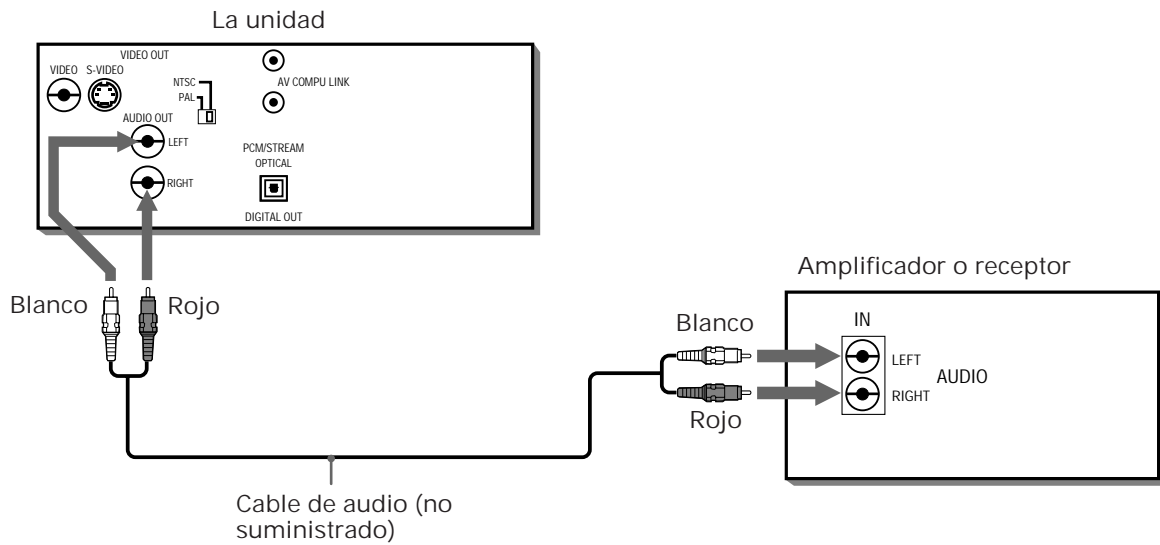 La unidad
VIDEO OUT
VIDEO S-VIDEO
NTSC
PAL
AV COMPU LINK
AUDIO OUT
LEFT
RIGHT
PCM/STREAM
OPTICAL
DIGITAL OUT
Blanco
Rojo
Amplificador o receptor
Blanco
Rojo
IN
LEFT
RIGHT
AUDIO
Cable de audio (no
suministrado)